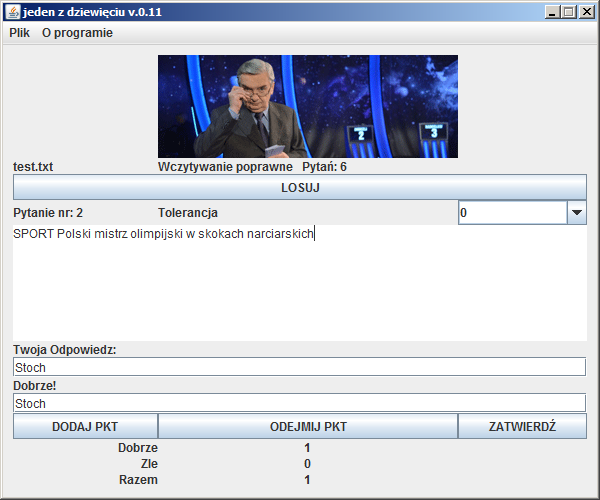 jeden z dziewięciu v.0.11
Plik O programie
2 3
test.txt Wczytywanie poprawne Pytań: 6
LOSUJ
Pytanie nr: 2 Tolerancja 0
SPORT Polski mistrz olimpijski w skokach narciarskich
Twoja Odpowiedz:
Stoch
Dobrze!
Stoch
DODAJ PKT ODEJMIJ PKT ZATWIERDŹ
Dobrze 1
Zle 0
Razem 1